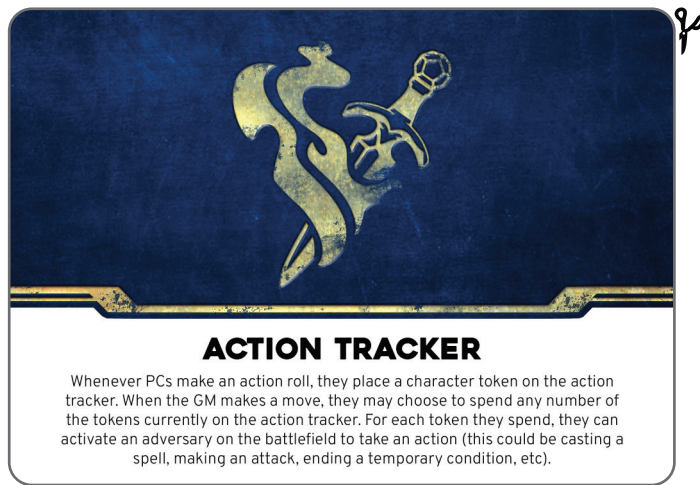 ACTION TRACKER
Whenever PCs make an action roll, they place a character token on the action
tracker. When the GM makes a move, they may choose to spend any number of
the tokens currently on the action tracker. For each token they spend, they can
activate an adversary on the battlefield to take an action (this could be casting a
spell, making an attack, ending a temporary condition, etc).